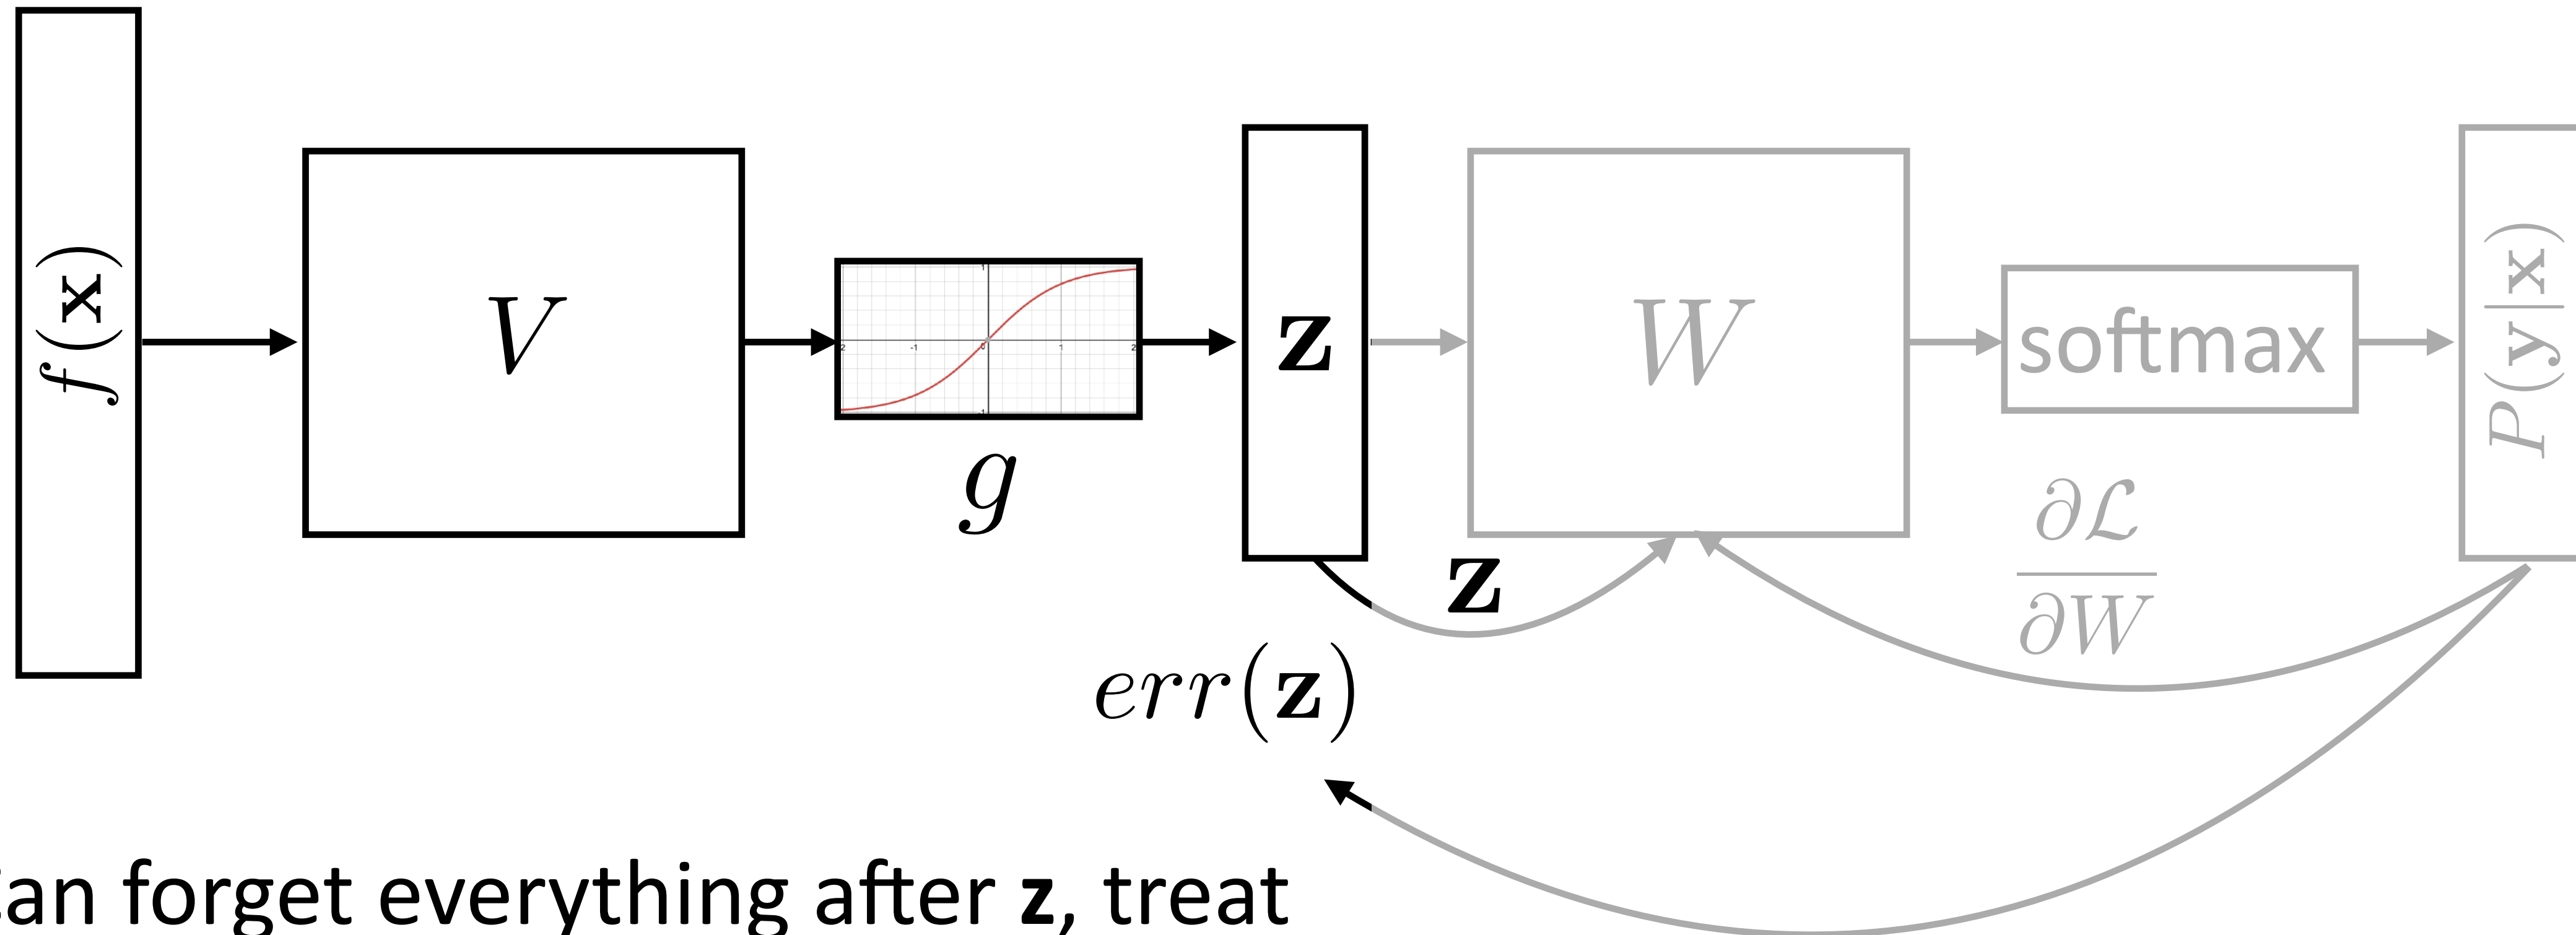 f(x)
V
g
z
W
softmax
P(y|x)
z
∂ℒ
∂W
err(z)
an forget everything after z, treat